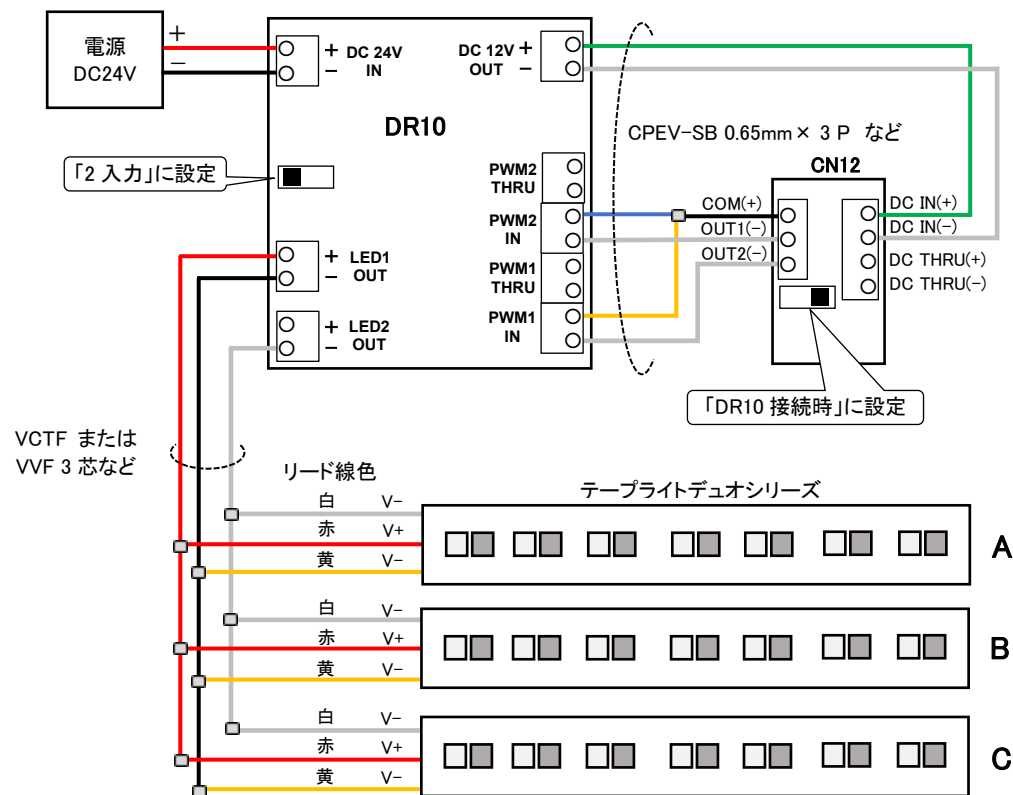 電源
DC24V
+
−
+ DC 24V
− IN
DC 12V +
OUT −
DR10
「2 入力」に設定
PWM2
THRU
PWM2
IN
PWM1
THRU
PWM1
IN
+ LED1
− OUT
+ LED2
− OUT
CPEV-SB 0.65mm× 3 P など
CN12
COM(+)
OUT1(-)
OUT2(-)
DC IN(+)
DC IN(-)
DC THRU(+)
DC THRU(-)
「DR10 接続時」に設定
VCTF または
VVF 3 芯など
リード線色
テープライトデュオシリーズ
白 V-
赤 V+
黄 V-
A
白 V-
赤 V+
黄 V-
B
白 V-
赤 V+
黄 V-
C